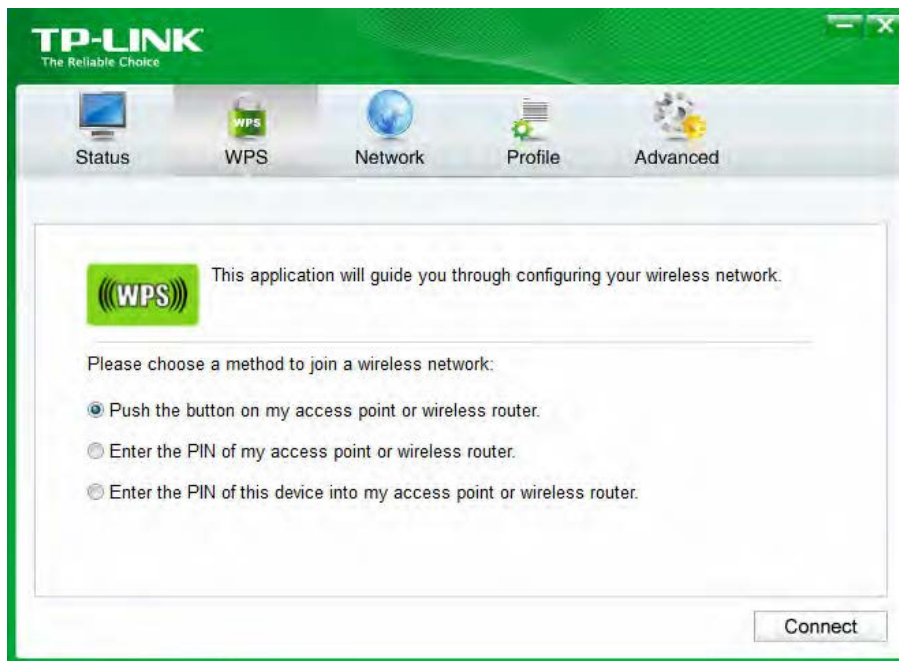 TP-LINK
The Reliable Choice
Status WPS Network Profile Advanced
WPS
(((WPS)))
This application will guide you through configuring your wireless network.
Please choose a method to join a wireless network:
Push the button on my access point or wireless router.
Enter the PIN of my access point or wireless router.
Enter the PIN of this device into my access point or wireless router.
Connect